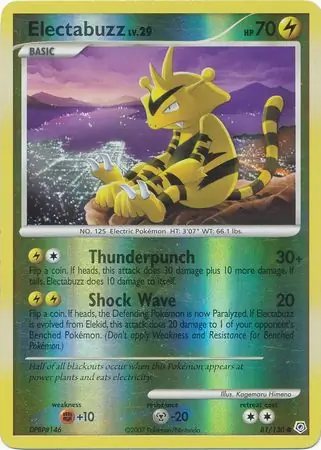 Electabuzz LV.29 HP 70
BASIC
NO. 125 Electric Pokémon HT: 3'07" WT: 66.1 lbs.
Thunderpunch 30+
Flip a coin. If heads, this attack does 30 damage plus 10 more damage. If
tails, Electabuzz does 10 damage to itself.
Shock Wave 20
Flip a coin. If heads, the Defending Pokémon is now Paralyzed. If Electabuzz
is evolved from Elekid, this attack does 20 damage to 1 of your opponent's
Benched Pokémon. (Don't apply Weakness and Resistance for Benched
Pokémon.)
Half of all blackouts occur when this Pokémon appears at
power plants and eats electricity.
weakness resistance retreat cost
+10 -20
Illus. Kagemaru Himeno
DPBP#146 ©2007 Pokémon/Nintendo 81/130